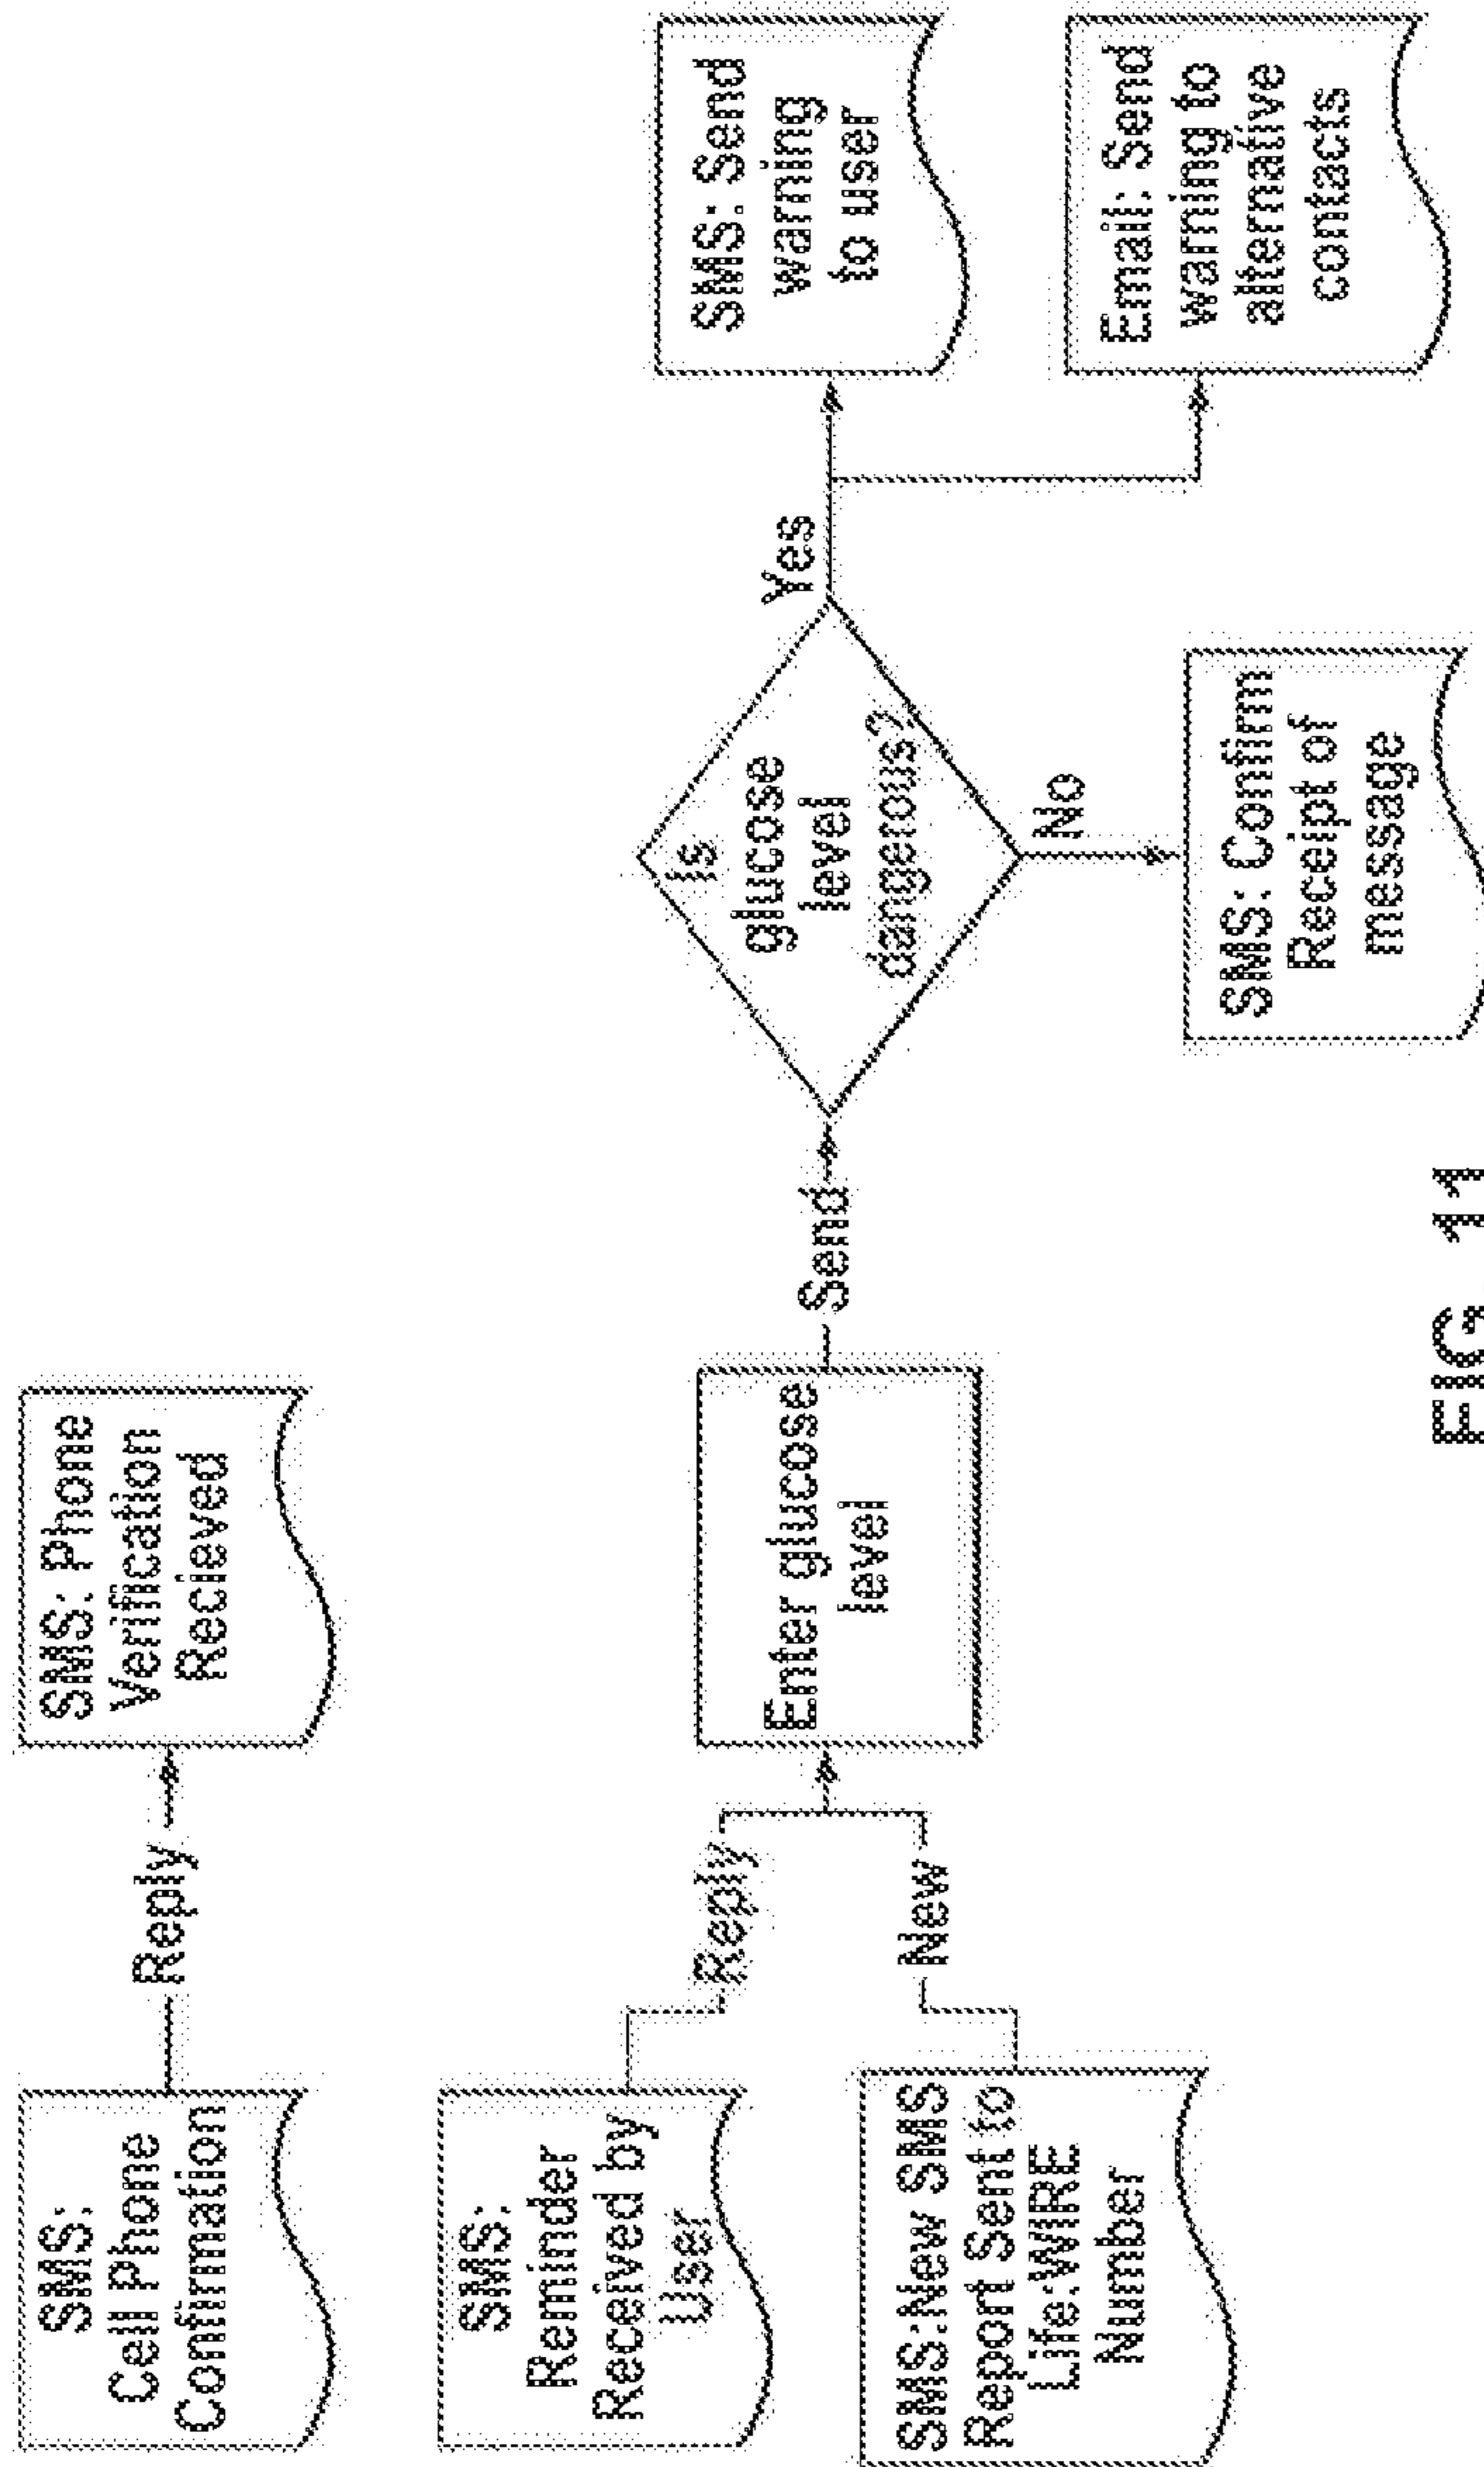 SMS:
Cell Phone
Confirmation
Reply
SMS: Phone
Verification
Recieved
SMS:
Reminder
Received by
User
Reply
SMS:New SMS
Report Sent to
Life:WIRE
Number
New
Enter glucose
level
Send
Is
glucose
level
dangerous?
Yes
SMS: Send
warning
to user
Email: Send
warning to
alternative
contacts
No
SMS: Confirm
Receipt of
message
FIG. 11